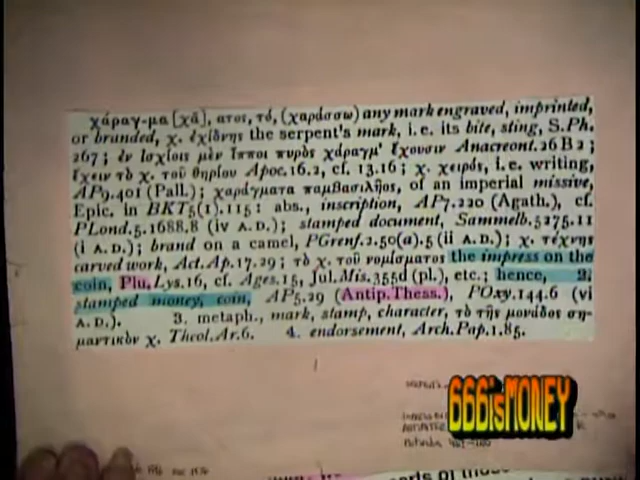 χάραγ-μα [χᾰ], ατος, τό, (χαράσσω) any mark engraved, imprinted,
or branded, χ. ἐχίδνης the serpent's mark, i.e. its bite, sting, S.Ph.
267; ἐν ἰσχίοις μὲν ἵπποι πυρὸς χάραγμ' ἔχουσιν Anacreont.26 B 2;
ἔχειν τὸ χ. τοῦ θηρίου Apoc.16.2, cf. 13.16; χ. χειρός, i.e. writing,
AP9.401 (Pall.); χαράγματα παμβασιλῆος, of an imperial missive,
Epic. in BKT5(1).115: abs., inscription, AP7.220 (Agath.), cf.
PLond.5.1688.8 (iv A.D.); stamped document, Sammelb.5275.11
(i A.D.); brand on a camel, PGrenf.2.50(a).5 (ii A.D.); χ. τέχνης
carved work, Act.Ap.17.29; τὸ χ. τοῦ νομίσματος the impress on the
coin, Plu.Lys.16, cf. Ages.15, Jul.Mis.355d (pl.), etc.; hence, 2.
stamped money, coin, AP5.29 (Antip.Thess.), POxy.144.6 (vi
A.D.). 3. metaph., mark, stamp, character, τὸ τῆς μονάδος ση-
μαντικὸν χ. Theol.Ar.6. 4. endorsement, Arch.Pap.1.85.
666isMONEY